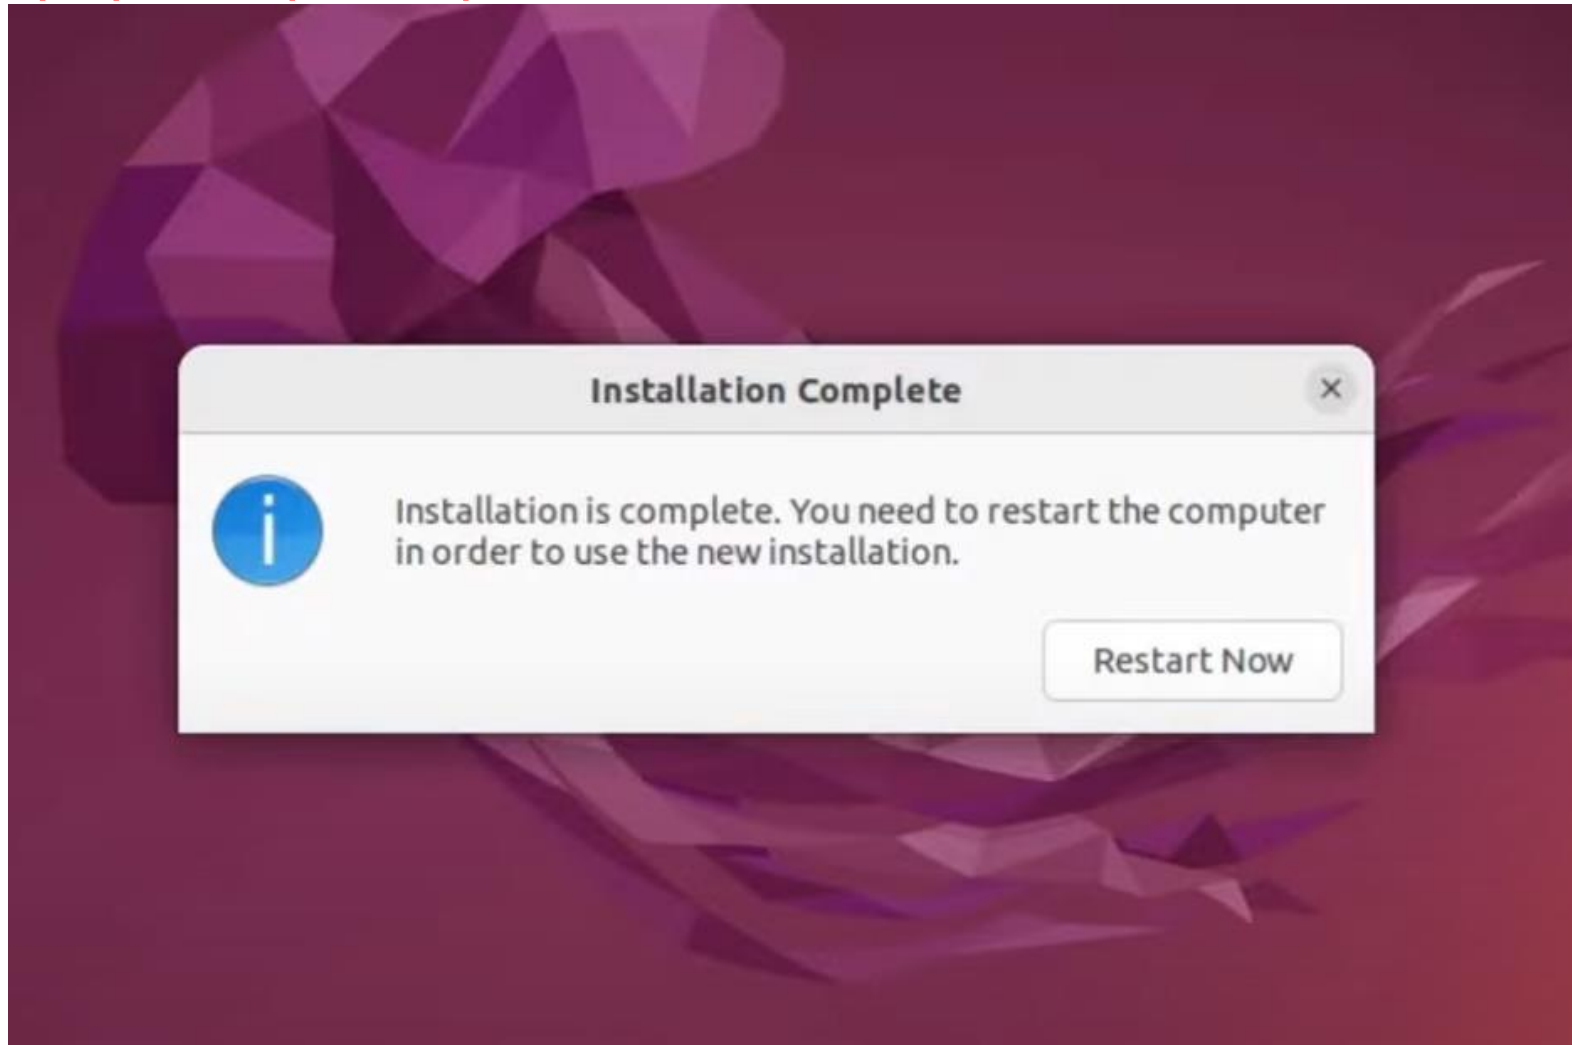 Installation Complete
Installation is complete. You need to restart the computer
in order to use the new installation.
Restart Now